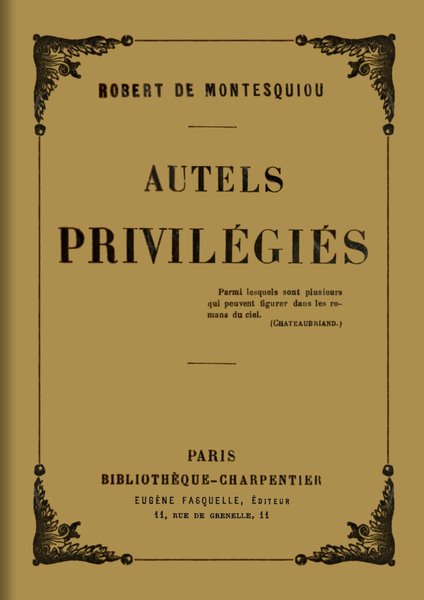 ROBERT DE MONTESQUIOU
AUTELS
PRIVILÉGIÉS
Parmi lesquels sont plusieurs
qui peuvent figurer dans les ro-
mans du ciel.
(CHATEAUBRIAND.)
PARIS
BIBLIOTHÈQUE-CHARPENTIER
EUGÈNE FASQUELLE, ÉDITEUR
11, RUE DE GRENELLE, 11